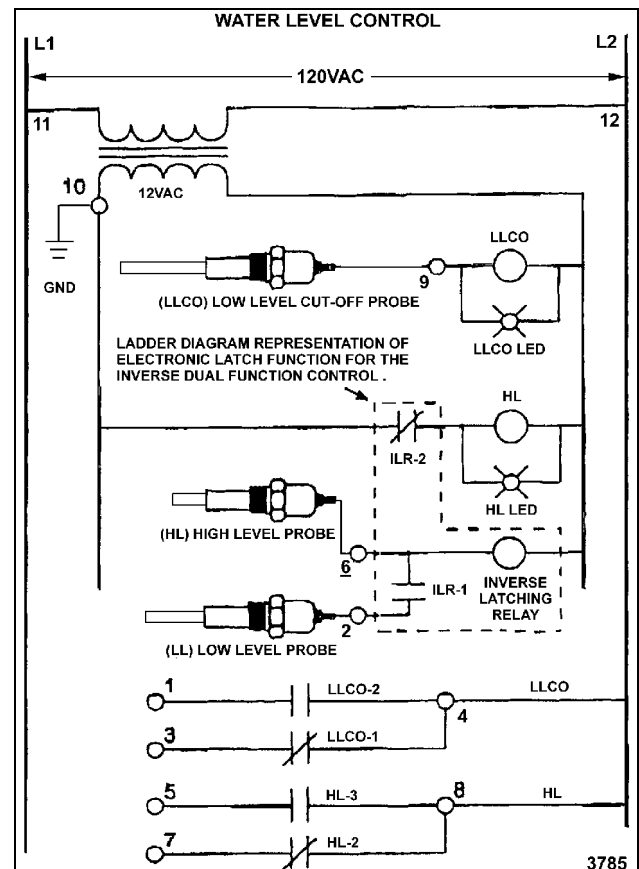 WATER LEVEL CONTROL
L1
L2
120VAC
11
12
10
12VAC
GND
LLCO
9
(LLCO) LOW LEVEL CUT-OFF PROBE
LLCO LED
LADDER DIAGRAM REPRESENTATION OF
ELECTRONIC LATCH FUNCTION FOR THE
INVERSE DUAL FUNCTION CONTROL .
HL
ILR-2
HL LED
(HL) HIGH LEVEL PROBE
6
ILR-1
INVERSE
LATCHING
RELAY
2
(LL) LOW LEVEL PROBE
1
LLCO-2
LLCO
4
3
LLCO-1
5
HL-3
8
HL
7
HL-2
3785